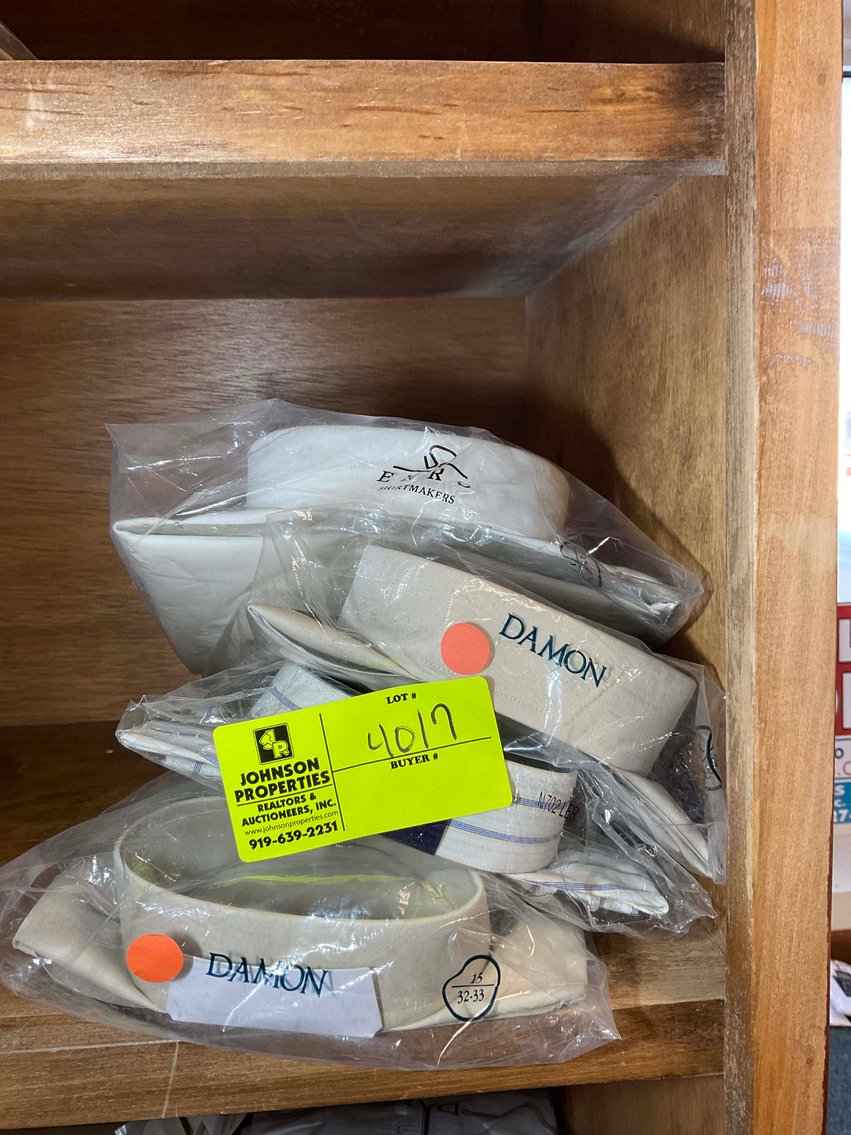 SHIRTMAKERS
DAMON
LOT #
4017
BUYER #
JOHNSON
PROPERTIES
REALTORS &
AUCTIONEERS, INC.
www.johnsonproperties.com
919-639-2231
DAMON
15
32-33